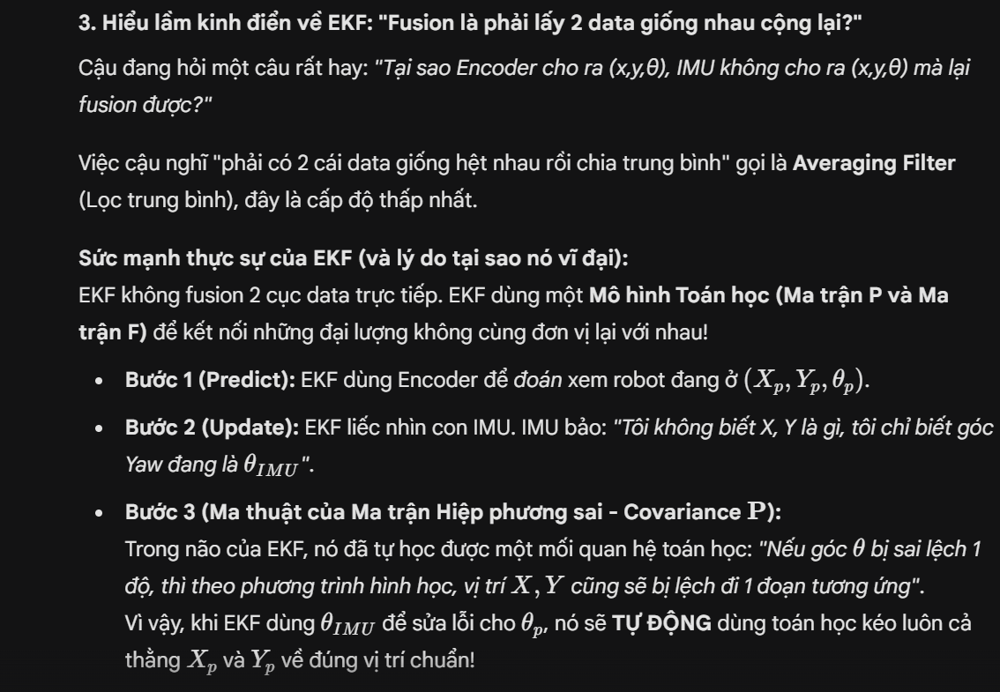 3. Hiểu lầm kinh điển về EKF: "Fusion là phải lấy 2 data giống nhau cộng lại?"
Cậu đang hỏi một câu rất hay: "Tại sao Encoder cho ra (x,y,θ), IMU không cho ra (x,y,θ) mà lại
fusion được?"
Việc cậu nghĩ "phải có 2 cái data giống hệt nhau rồi chia trung bình" gọi là Averaging Filter
(Lọc trung bình), đây là cấp độ thấp nhất.
Sức mạnh thực sự của EKF (và lý do tại sao nó vĩ đại):
EKF không fusion 2 cục data trực tiếp. EKF dùng một Mô hình Toán học (Ma trận P và Ma
trận F) để kết nối những đại lượng không cùng đơn vị lại với nhau!
• Bước 1 (Predict): EKF dùng Encoder để đoán xem robot đang ở (X_p, Y_p, θ_p).
• Bước 2 (Update): EKF liếc nhìn con IMU. IMU bảo: "Tôi không biết X, Y là gì, tôi chỉ biết góc
Yaw đang là θ_IMU".
• Bước 3 (Ma thuật của Ma trận Hiệp phương sai - Covariance P):
Trong não của EKF, nó đã tự học được một mối quan hệ toán học: "Nếu góc θ bị sai lệch 1
độ, thì theo phương trình hình học, vị trí X, Y cũng sẽ bị lệch đi 1 đoạn tương ứng".
Vì vậy, khi EKF dùng θ_IMU để sửa lỗi cho θ_p, nó sẽ TỰ ĐỘNG dùng toán học kéo luôn cả
thằng X_p và Y_p về đúng vị trí chuẩn!